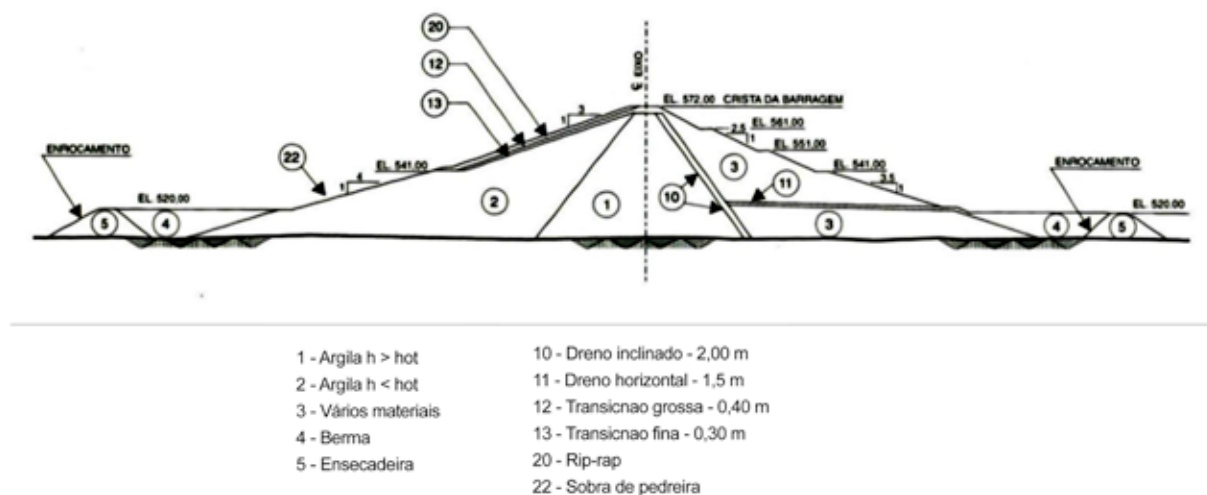 20
12
13
22
℄ EIXO
EL. 572,00 CRISTA DA BARRAGEM
1 3
2.5 1
EL. 561,00
EL. 551,00
EL. 541,00
3.5 1
ENROCAMENTO
EL. 520,00
ENROCAMENTO
EL. 541,00
1 4
EL 520,00
5
4
2
1
10
3
11
3
4
5
1 - Argila h > hot
2 - Argila h < hot
3 - Vários materiais
4 - Berma
5 - Ensecadeira
10 - Dreno inclinado - 2,00 m
11 - Dreno horizontal - 1,5 m
12 - Transicnao grossa - 0,40 m
13 - Transicnao fina - 0,30 m
20 - Rip-rap
22 - Sobra de pedreira